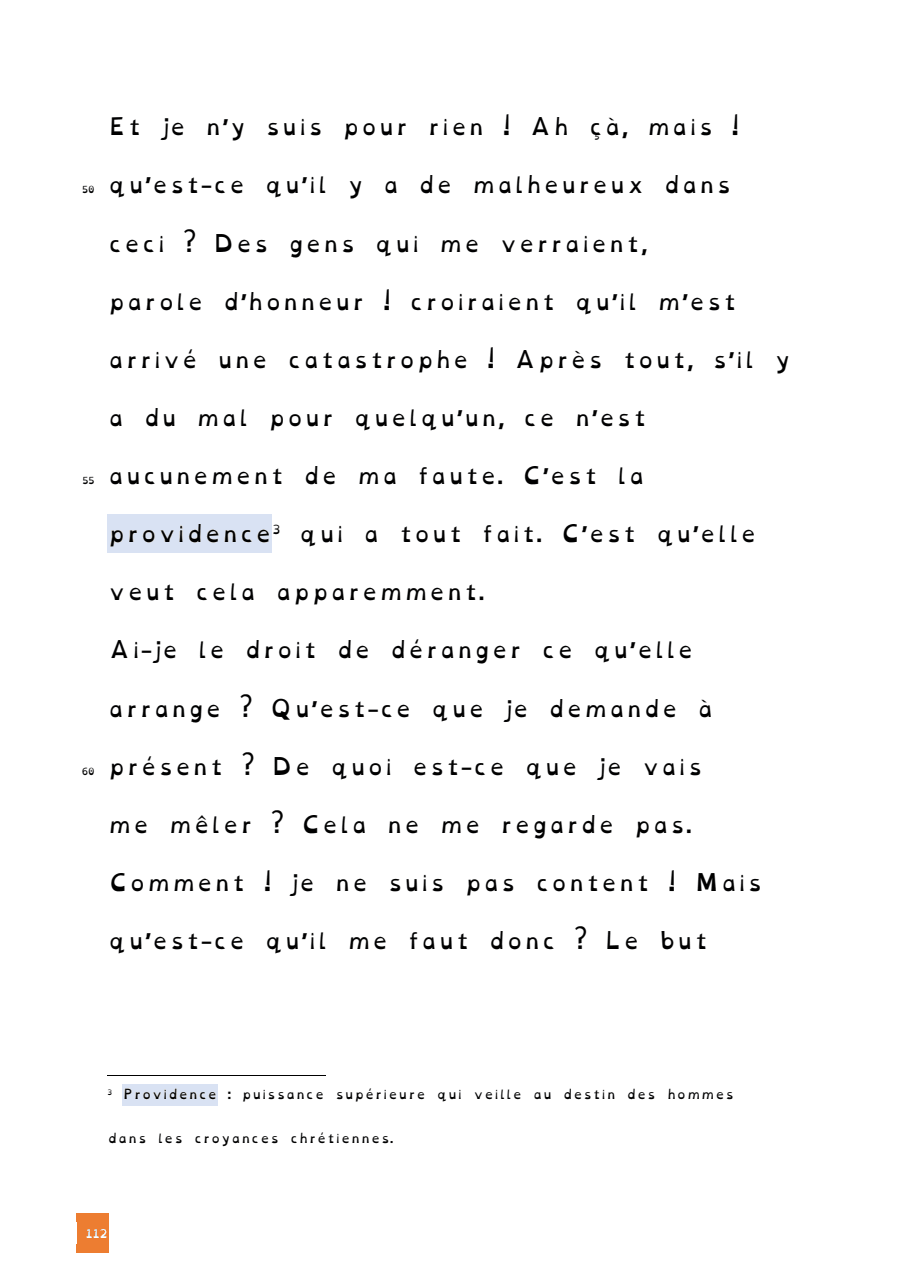 Et je n'y suis pour rien ! Ah çà, mais !
50 qu'est-ce qu'il y a de malheureux dans
ceci ? Des gens qui me verraient,
parole d'honneur ! croiraient qu'il m'est
arrivé une catastrophe ! Après tout, s'il y
a du mal pour quelqu'un, ce n'est
55 aucunement de ma faute. C'est la
providence³ qui a tout fait. C'est qu'elle
veut cela apparemment.
Ai-je le droit de déranger ce qu'elle
arrange ? Qu'est-ce que je demande à
60 présent ? De quoi est-ce que je vais
me mêler ? Cela ne me regarde pas.
Comment ! je ne suis pas content ! Mais
qu'est-ce qu'il me faut donc ? Le but
³ Providence : puissance supérieure qui veille au destin des hommes
dans les croyances chrétiennes.
112